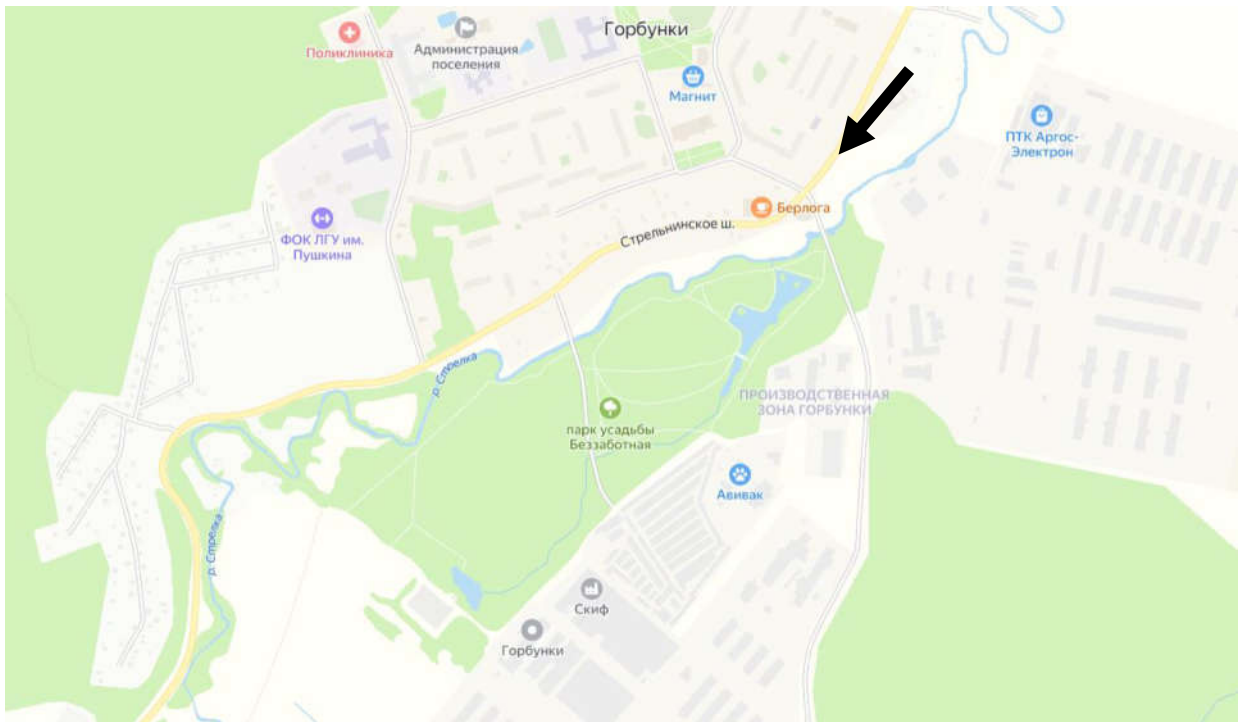 Горбунки
Поликлиника
Администрация
поселения
Магнит
ПТК Аргос-
Электрон
Берлога
Стрельнинское ш.
ФОК ЛГУ им.
Пушкина
р. Стрелка
ПРОИЗВОДСТВЕННАЯ
ЗОНА ГОРБУНКИ
парк усадьбы
Беззаботная
Авивак
р. Стрелка
Скиф
Горбунки